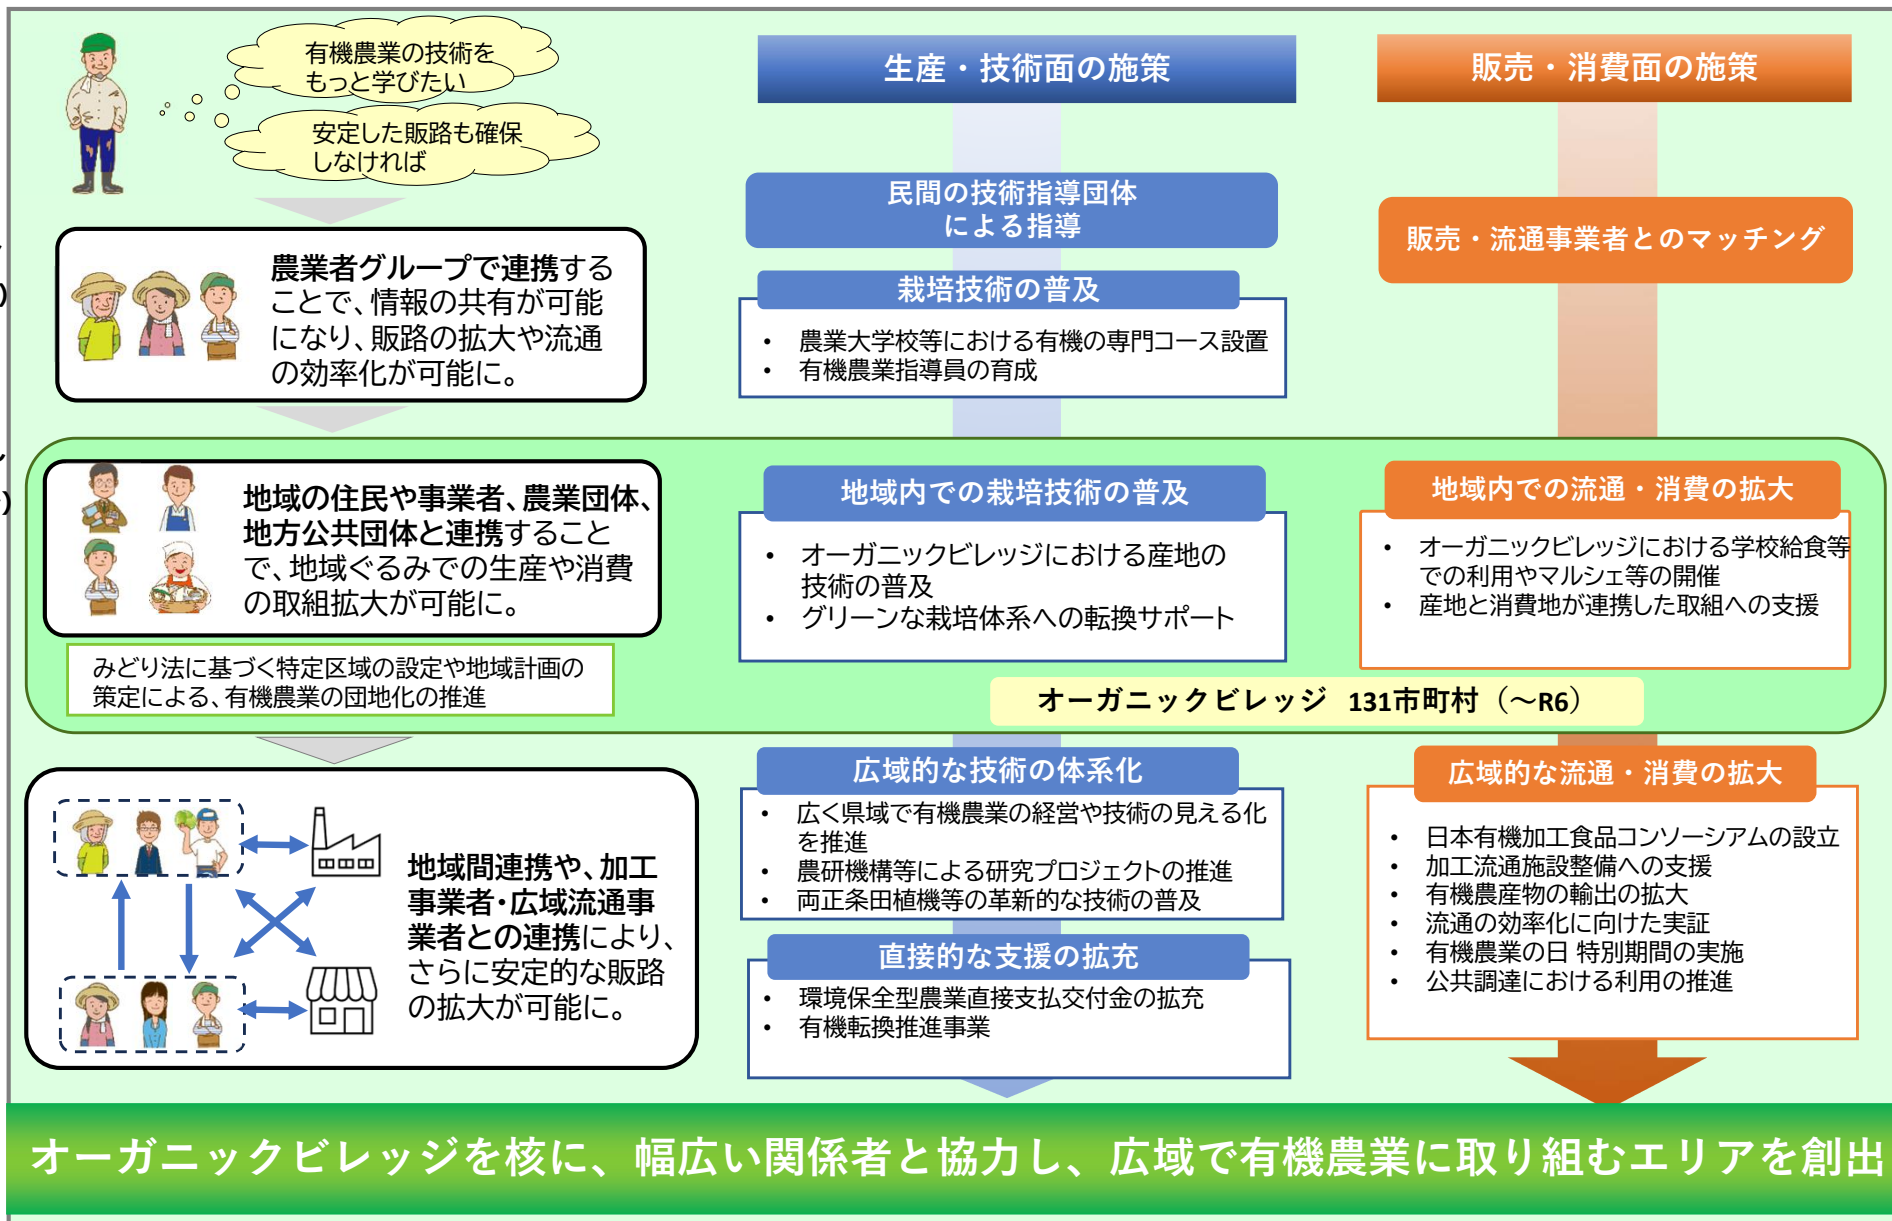 有機農業の技術を
もっと学びたい
安定した販路も確保
しなければ
農業者グループで連携する
ことで、情報の共有が可能
になり、販路の拡大や流通
の効率化が可能に。
地域の住民や事業者、農業団体、
地方公共団体と連携すること
で、地域ぐるみでの生産や消費
の取組拡大が可能に。
みどり法に基づく特定区域の設定や地域計画の
策定による、有機農業の団地化の推進
地域間連携や、加工
事業者・広域流通事
業者との連携により、
さらに安定的な販路
の拡大が可能に。
生産・技術面の施策
民間の技術指導団体
による指導
栽培技術の普及
• 農業大学校等における有機の専門コース設置
• 有機農業指導員の育成
地域内での栽培技術の普及
• オーガニックビレッジにおける産地の
技術の普及
• グリーンな栽培体系への転換サポート
広域的な技術の体系化
• 広く県域で有機農業の経営や技術の見える化
を推進
• 農研機構等による研究プロジェクトの推進
• 両正条田植機等の革新的な技術の普及
直接的な支援の拡充
• 環境保全型農業直接支払交付金の拡充
• 有機転換推進事業
販売・消費面の施策
販売・流通事業者とのマッチング
地域内での流通・消費の拡大
• オーガニックビレッジにおける学校給食等
での利用やマルシェ等の開催
• 産地と消費地が連携した取組への支援
オーガニックビレッジ 131市町村（～R6）
広域的な流通・消費の拡大
• 日本有機加工食品コンソーシアムの設立
• 加工流通施設整備への支援
• 有機農産物の輸出の拡大
• 流通の効率化に向けた実証
• 有機農業の日 特別期間の実施
• 公共調達における利用の推進
オーガニックビレッジを核に、幅広い関係者と協力し、広域で有機農業に取り組むエリアを創出